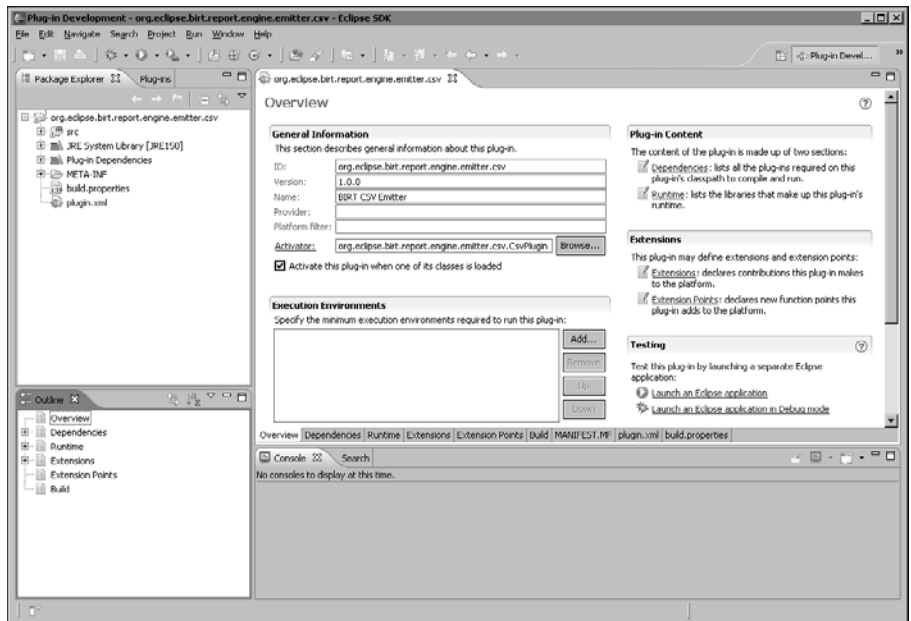 Plug-in Development - org.eclipse.birt.report.engine.emitter.csv - Eclipse SDK
File Edit Navigate Search Project Run Window Help
Plug-in Devel...
Package Explorer Plug-ins
org.eclipse.birt.report.engine.emitter.csv
src
JRE System Library [JRE150]
Plug-in Dependencies
META-INF
build.properties
plugin.xml
Outline
Overview
Dependencies
Runtime
Extensions
Extension Points
Build
org.eclipse.birt.report.engine.emitter.csv
Overview
General Information
This section describes general information about this plug-in.
ID: org.eclipse.birt.report.engine.emitter.csv
Version: 1.0.0
Name: BIRT CSV Emitter
Provider:
Platform filter:
Activator: org.eclipse.birt.report.engine.emitter.csv.CsvPlugin Browse...
Activate this plug-in when one of its classes is loaded
Execution Environments
Specify the minimum execution environments required to run this plug-in:
Add...
Remove
Up
Down
Plug-in Content
The content of the plug-in is made up of two sections:
Dependencies: lists all the plug-ins required on this
plug-in's classpath to compile and run.
Runtime: lists the libraries that make up this plug-in's
runtime.
Extensions
This plug-in may define extensions and extension points:
Extensions: declares contributions this plug-in makes
to the platform.
Extension Points: declares new function points this
plug-in adds to the platform.
Testing
Test this plug-in by launching a separate Eclipse
application:
Launch an Eclipse application
Launch an Eclipse application in Debug mode
Overview Dependencies Runtime Extensions Extension Points Build MANIFEST.MF plugin.xml build.properties
Console Search
No consoles to display at this time.